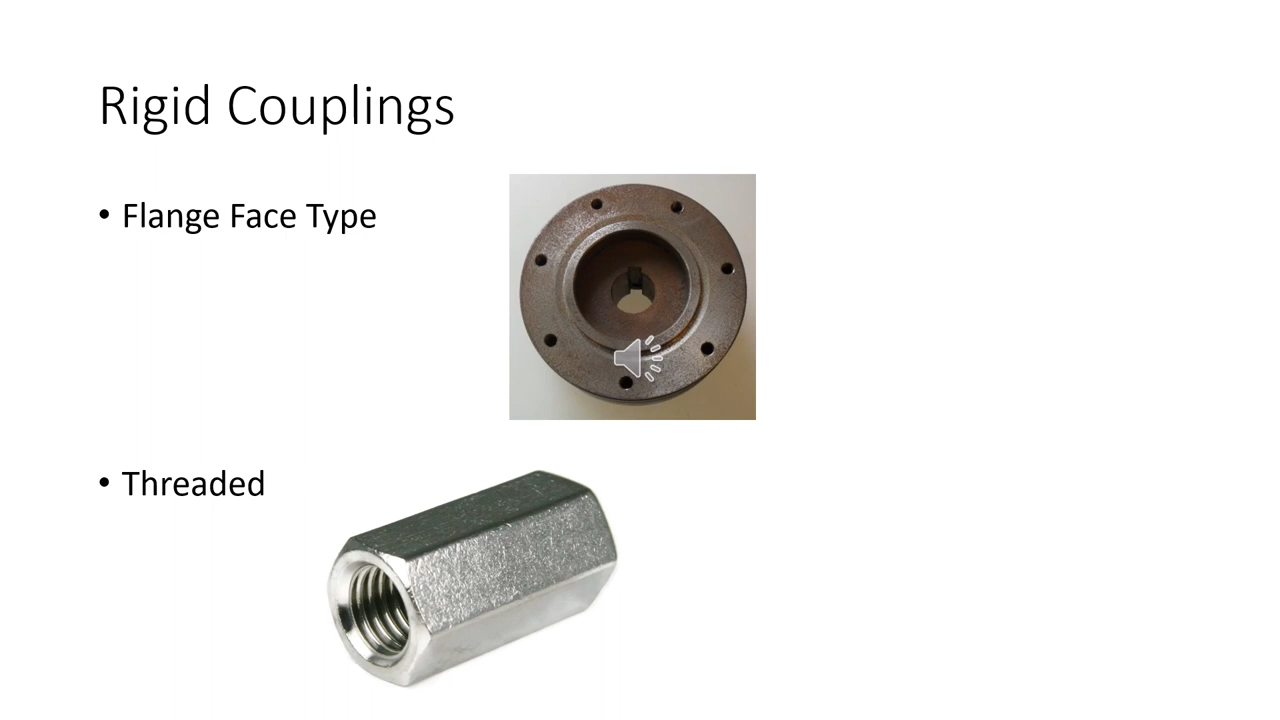 Rigid Couplings
• Flange Face Type
• Threaded